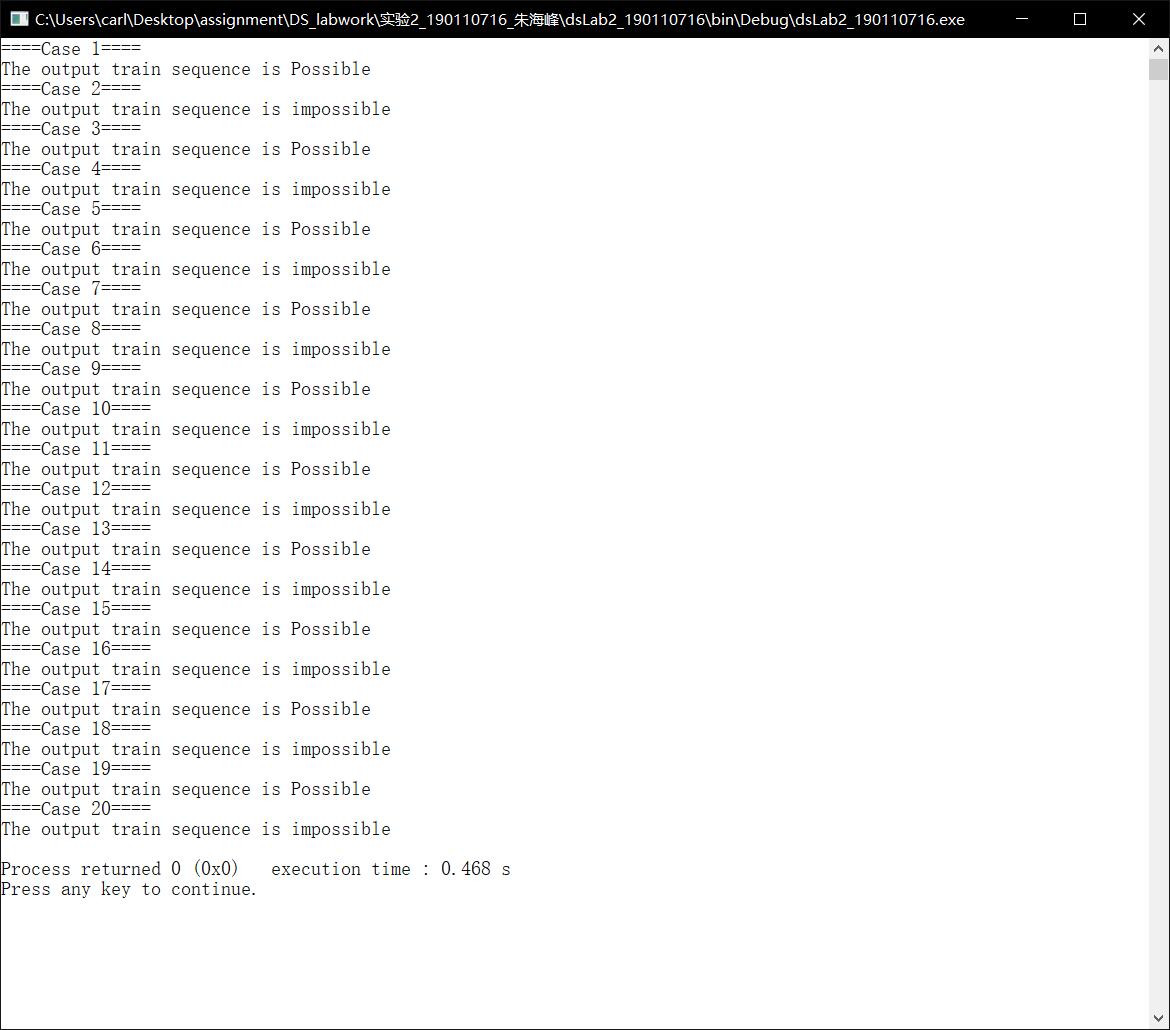 C:\Users\carl\Desktop\assignment\DS_labwork\实验2_190110716_朱海峰\dsLab2_190110716\bin\Debug\dsLab2_190110716.exe
====Case 1====
The output train sequence is Possible
====Case 2====
The output train sequence is impossible
====Case 3====
The output train sequence is Possible
====Case 4====
The output train sequence is impossible
====Case 5====
The output train sequence is Possible
====Case 6====
The output train sequence is impossible
====Case 7====
The output train sequence is Possible
====Case 8====
The output train sequence is impossible
====Case 9====
The output train sequence is Possible
====Case 10====
The output train sequence is impossible
====Case 11====
The output train sequence is Possible
====Case 12====
The output train sequence is impossible
====Case 13====
The output train sequence is Possible
====Case 14====
The output train sequence is impossible
====Case 15====
The output train sequence is Possible
====Case 16====
The output train sequence is impossible
====Case 17====
The output train sequence is Possible
====Case 18====
The output train sequence is impossible
====Case 19====
The output train sequence is Possible
====Case 20====
The output train sequence is impossible
Process returned 0 (0x0)   execution time : 0.468 s
Press any key to continue.